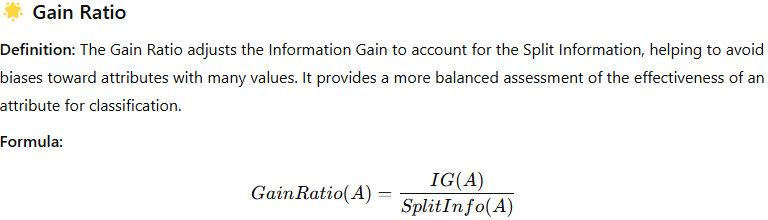 🌟 Gain Ratio
Definition: The Gain Ratio adjusts the Information Gain to account for the Split Information, helping to avoid
biases toward attributes with many values. It provides a more balanced assessment of the effectiveness of an
attribute for classification.
Formula:
GainRatio(A) = IG(A) / SplitInfo(A)